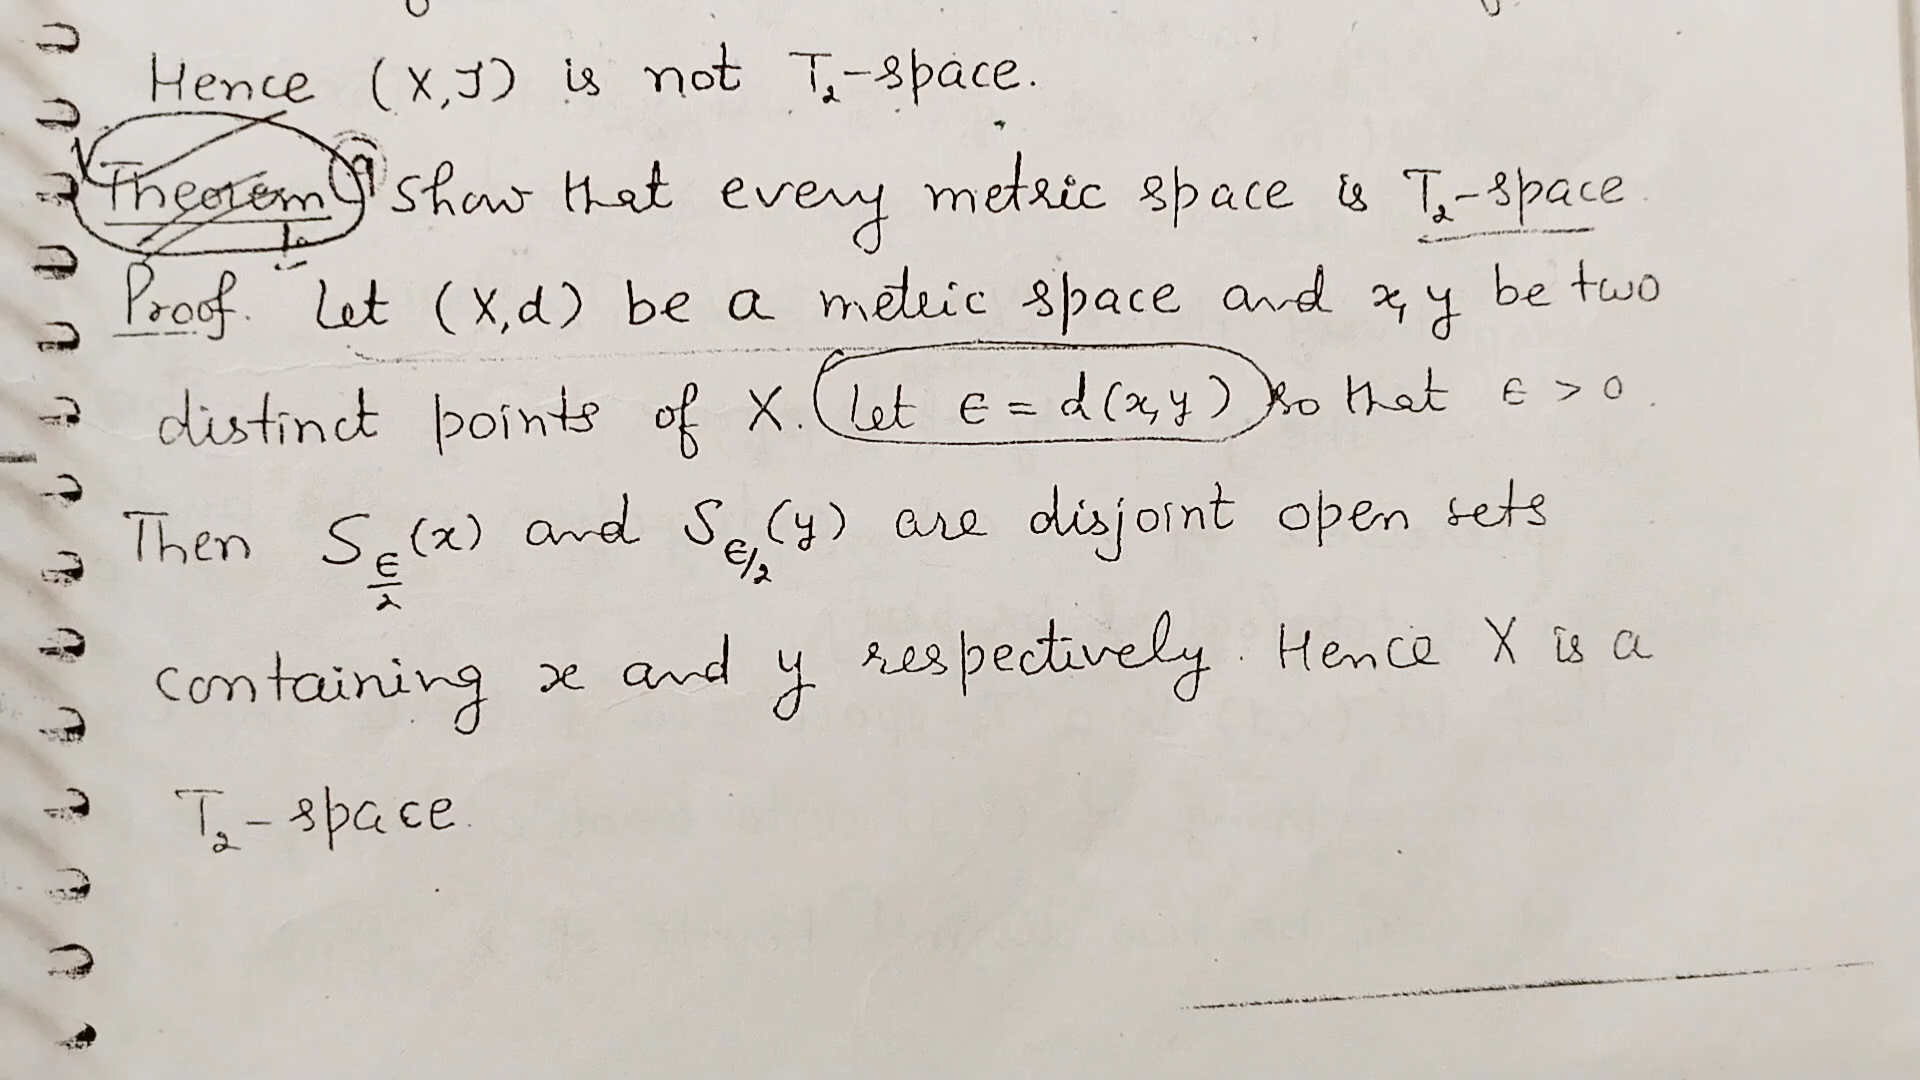 Hence (X,J) is not T₂-space.
Theorem Q Show that every metric space is T₂-space.
Proof. Let (X,d) be a metric space and x, y be two
distinct points of X. Let ϵ = d(x,y) so that ϵ > 0.
Then S_{ϵ/2}(x) and S_{ϵ/2}(y) are disjoint open sets
containing x and y respectively. Hence X is a
T₂-space.